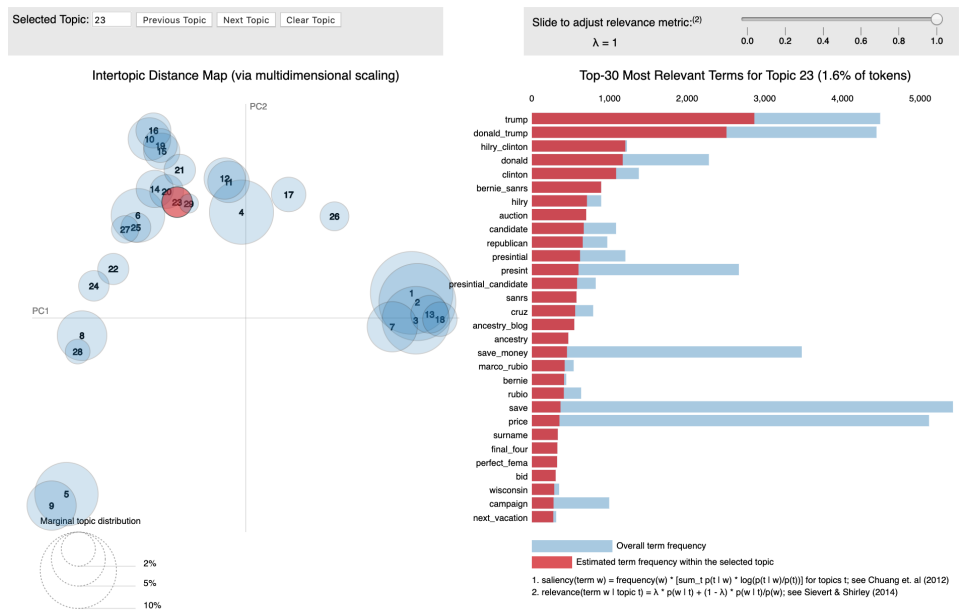 Selected Topic: 23 Previous Topic Next Topic Clear Topic
Slide to adjust relevance metric:(2)
λ = 1
0.0 0.2 0.4 0.6 0.8 1.0
Intertopic Distance Map (via multidimensional scaling)
PC2
PC1
16
10
19
15
21
14
20
23
29
12
11
17
4
26
6
27
25
22
24
8
28
1
2
3
13
18
7
5
9
Marginal topic distribution
2%
5%
10%
Top-30 Most Relevant Terms for Topic 23 (1.6% of tokens)
0 1,000 2,000 3,000 4,000 5,000
trump
donald_trump
hilry_clinton
donald
clinton
bernie_sanrs
hilry
auction
candidate
republican
presintial
presint
presintial_candidate
sanrs
cruz
ancestry_blog
ancestry
save_money
marco_rubio
bernie
rubio
save
price
surname
final_four
perfect_fema
bid
wisconsin
campaign
next_vacation
Overall term frequency
Estimated term frequency within the selected topic
1. saliency(term w) = frequency(w) * [sum_t p(t | w) * log(p(t | w)/p(t))] for topics t; see Chuang et. al (2012)
2. relevance(term w | topic t) = λ * p(w | t) + (1 - λ) * p(w | t)/p(w); see Sievert & Shirley (2014)